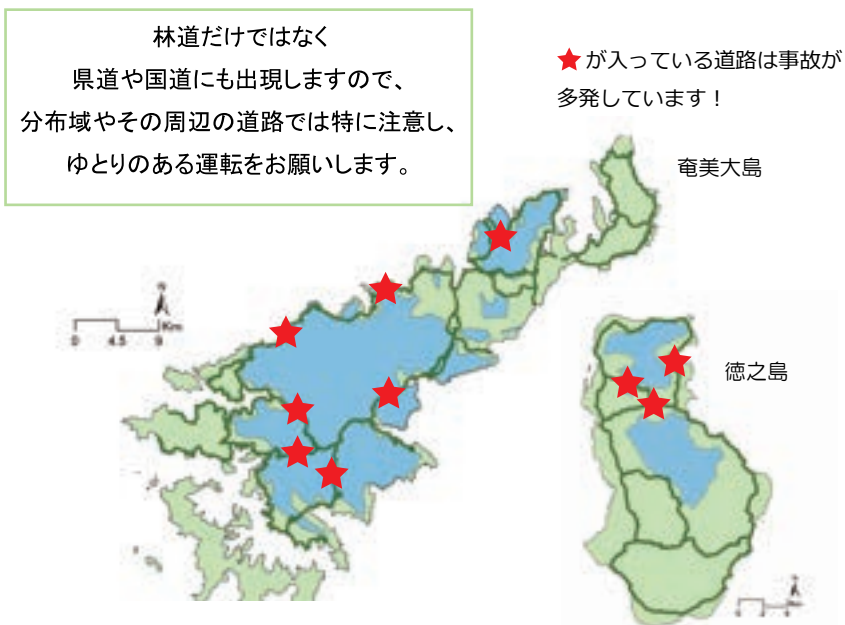 林道だけではなく
県道や国道にも出現しますので、
分布域やその周辺の道路では特に注意し、
ゆとりのある運転をお願いします。
★が入っている道路は事故が
多発しています！
奄美大島
N
0 4.5 9 Km
徳之島